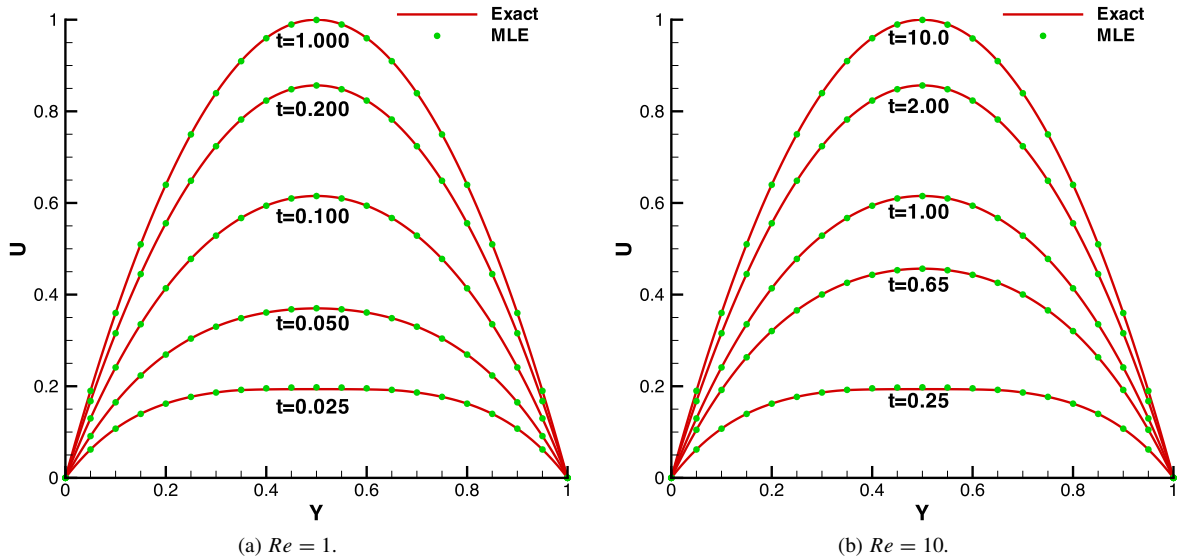 Exact
MLE
t=1.000
t=0.200
t=0.100
t=0.050
t=0.025
U
1
0.8
0.6
0.4
0.2
0
0 0.2 0.4 0.6 0.8 1
Y
(a) Re = 1.
Exact
MLE
t=10.0
t=2.00
t=1.00
t=0.65
t=0.25
U
1
0.8
0.6
0.4
0.2
0
0 0.2 0.4 0.6 0.8 1
Y
(b) Re = 10.